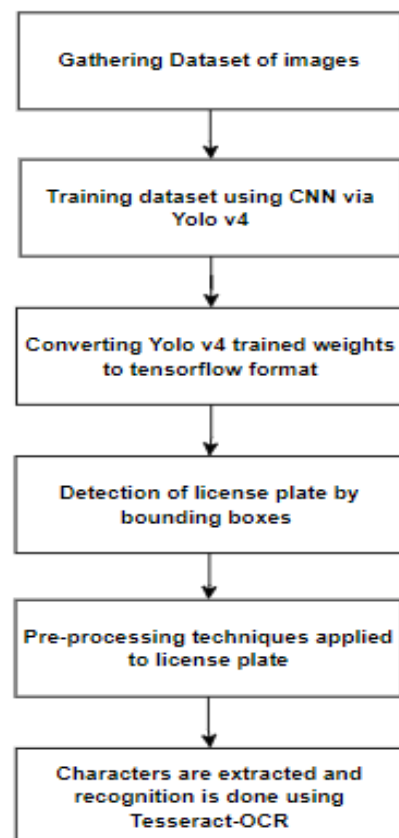 Gathering Dataset of images
Training dataset using CNN via
Yolo v4
Converting Yolo v4 trained weights
to tensorflow format
Detection of license plate by
bounding boxes
Pre-processing techniques applied
to license plate
Characters are extracted and
recognition is done using
Tesseract-OCR